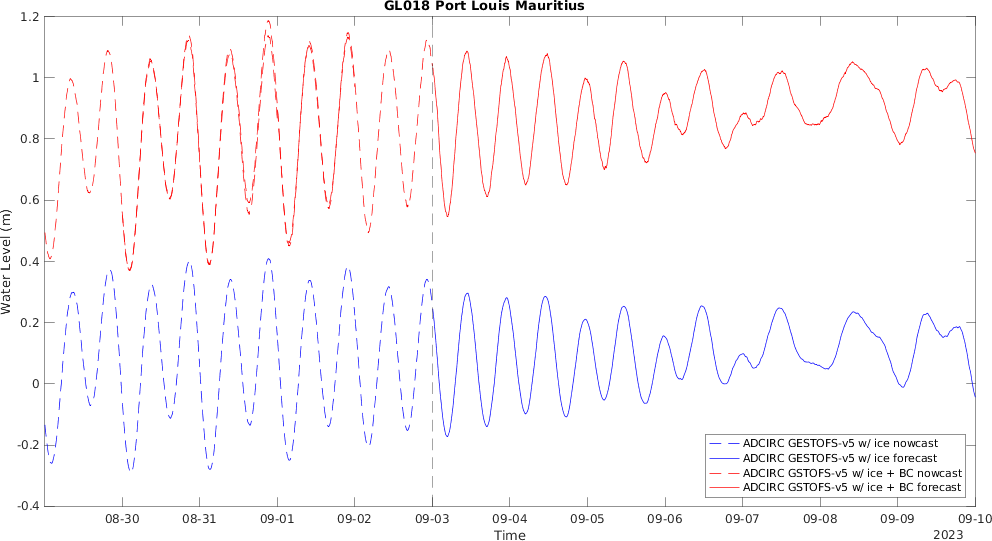 GL018 Port Louis Mauritius
Water Level (m)
1.2
1
0.8
0.6
0.4
0.2
0
-0.2
-0.4
08-30 08-31 09-01 09-02 09-03 09-04 09-05 09-06 09-07 09-08 09-09 09-10
Time
2023
ADCIRC GESTOFS-v5 w/ ice nowcast
ADCIRC GESTOFS-v5 w/ ice forecast
ADCIRC GSTOFS-v5 w/ ice + BC nowcast
ADCIRC GSTOFS-v5 w/ ice + BC forecast